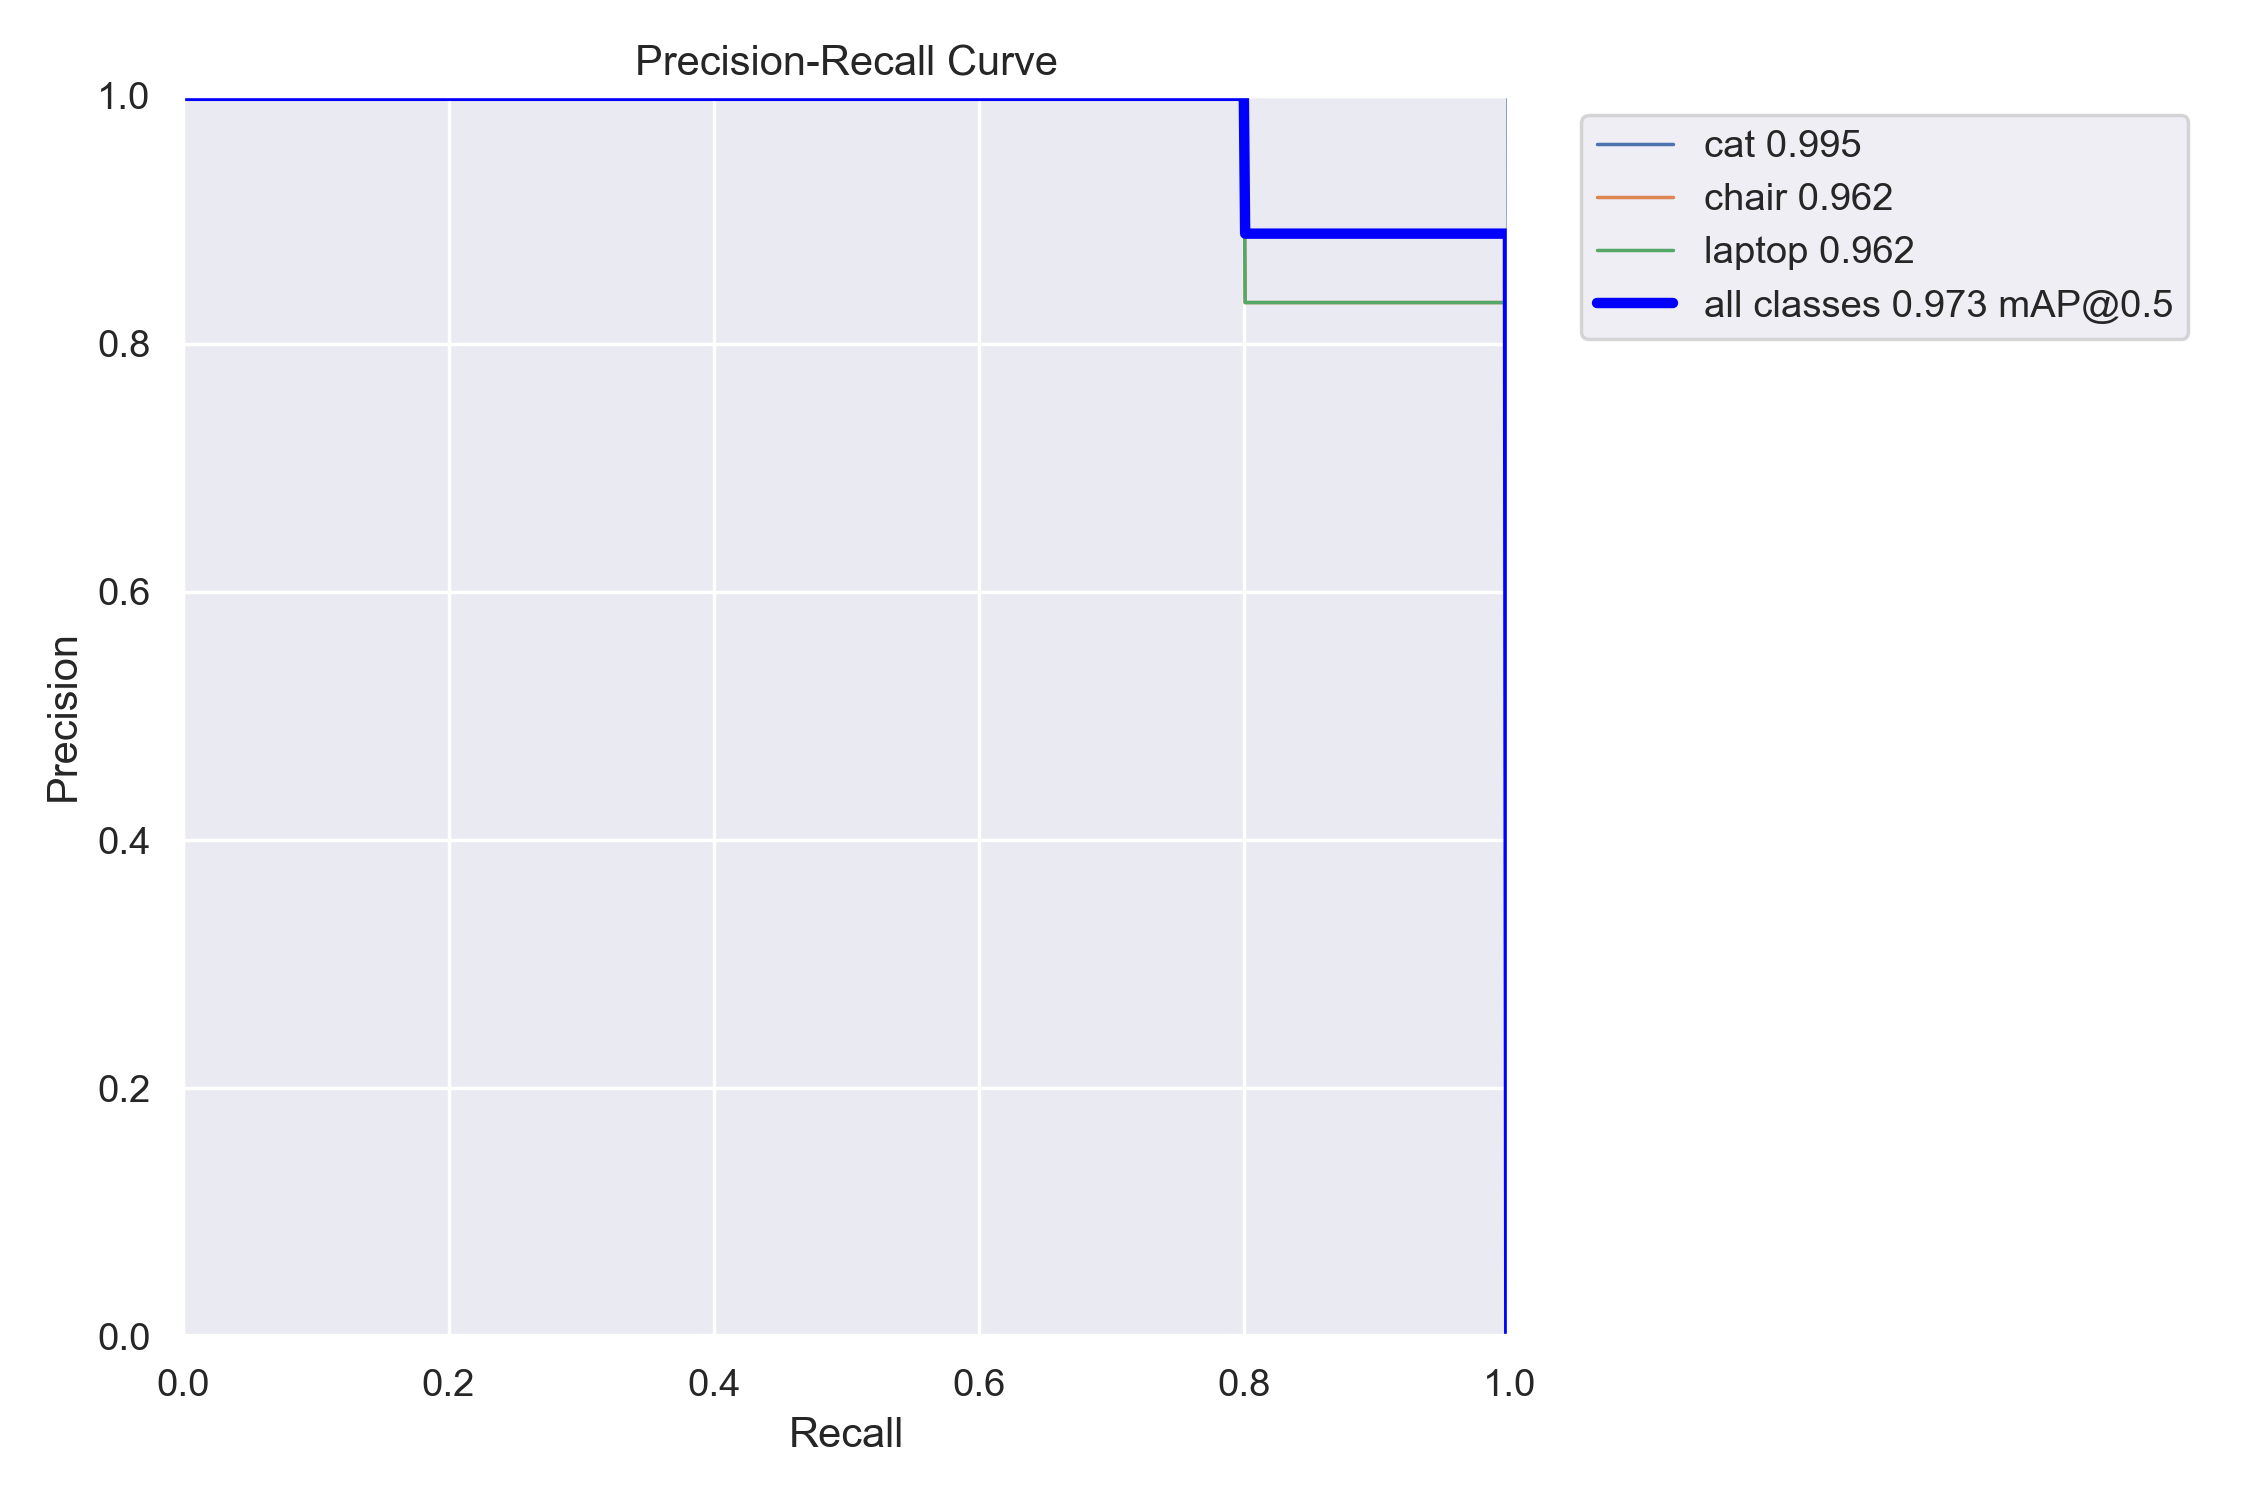 Precision-Recall Curve
1.0
0.8
0.6
0.4
0.2
0.0
Precision
0.0 0.2 0.4 0.6 0.8 1.0
Recall
cat 0.995
chair 0.962
laptop 0.962
all classes 0.973 mAP@0.5